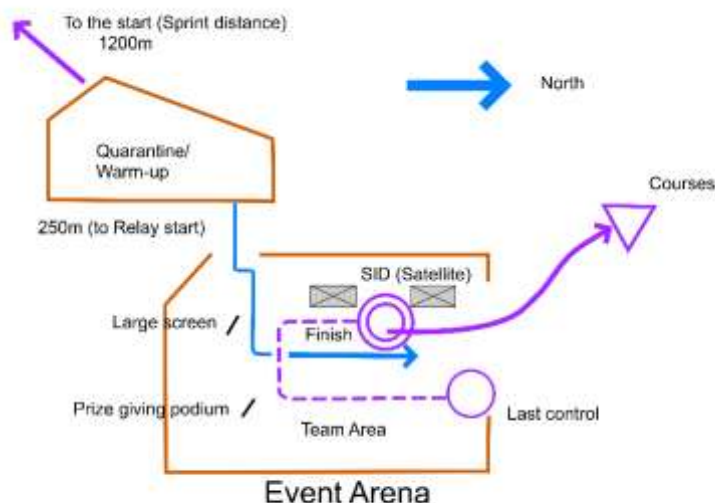 To the start (Sprint distance)
1200m
North
Quarantine/
Warm-up
Courses
250m (to Relay start)
SID (Satellite)
Large screen
Finish
Prize giving podium
Last control
Team Area
Event Arena